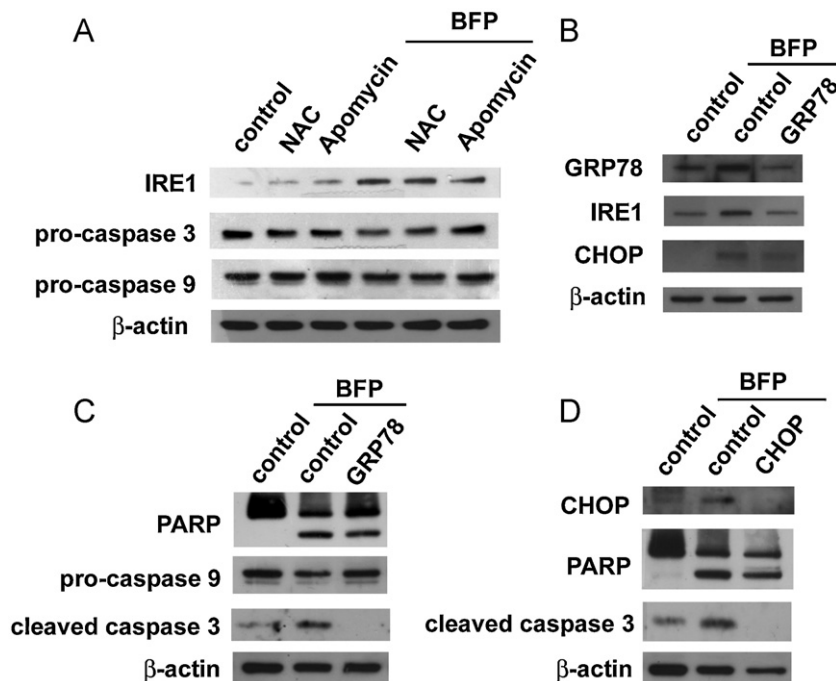 A
BFP
control
NAC
Apomycin
NAC
Apomycin
IRE1
pro-caspase 3
pro-caspase 9
β-actin
B
BFP
control
control
GRP78
GRP78
IRE1
CHOP
β-actin
C
BFP
control
control
GRP78
PARP
pro-caspase 9
cleaved caspase 3
β-actin
D
BFP
control
control
CHOP
CHOP
PARP
cleaved caspase 3
β-actin